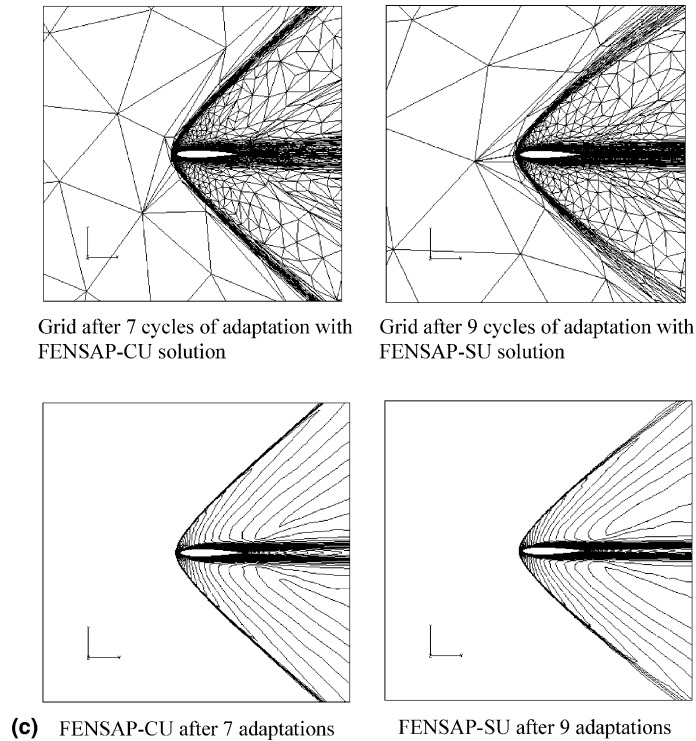 Grid after 7 cycles of adaptation with
FENSAP-CU solution
Grid after 9 cycles of adaptation with
FENSAP-SU solution
(c) FENSAP-CU after 7 adaptations
FENSAP-SU after 9 adaptations